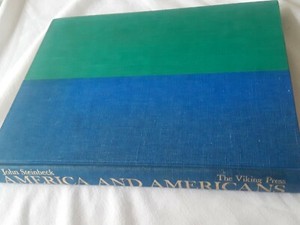 John Steinbeck
The Viking Press
AMERICA AND AMERICANS